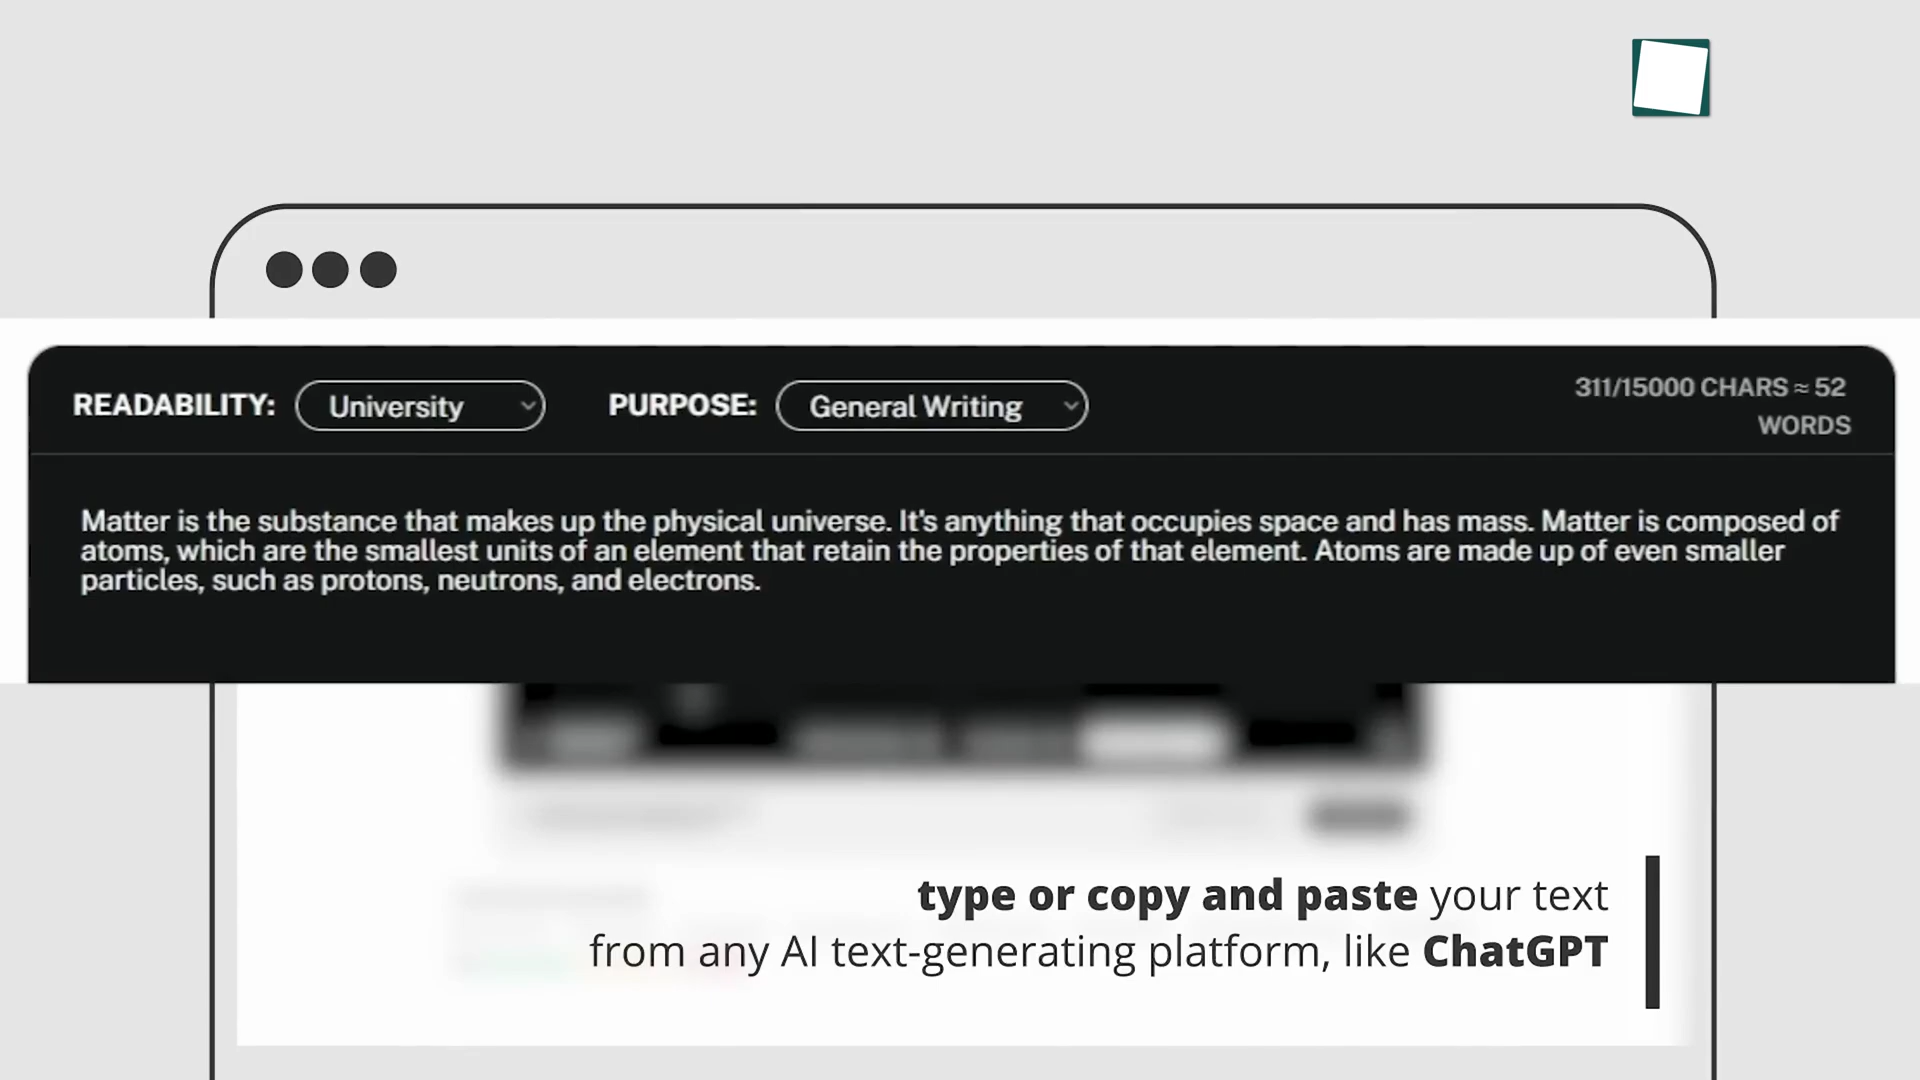 READABILITY: University PURPOSE: General Writing 311/15000 CHARS ≈ 52
WORDS
Matter is the substance that makes up the physical universe. It's anything that occupies space and has mass. Matter is composed of
atoms, which are the smallest units of an element that retain the properties of that element. Atoms are made up of even smaller
particles, such as protons, neutrons, and electrons.
type or copy and paste your text
from any AI text-generating platform, like ChatGPT